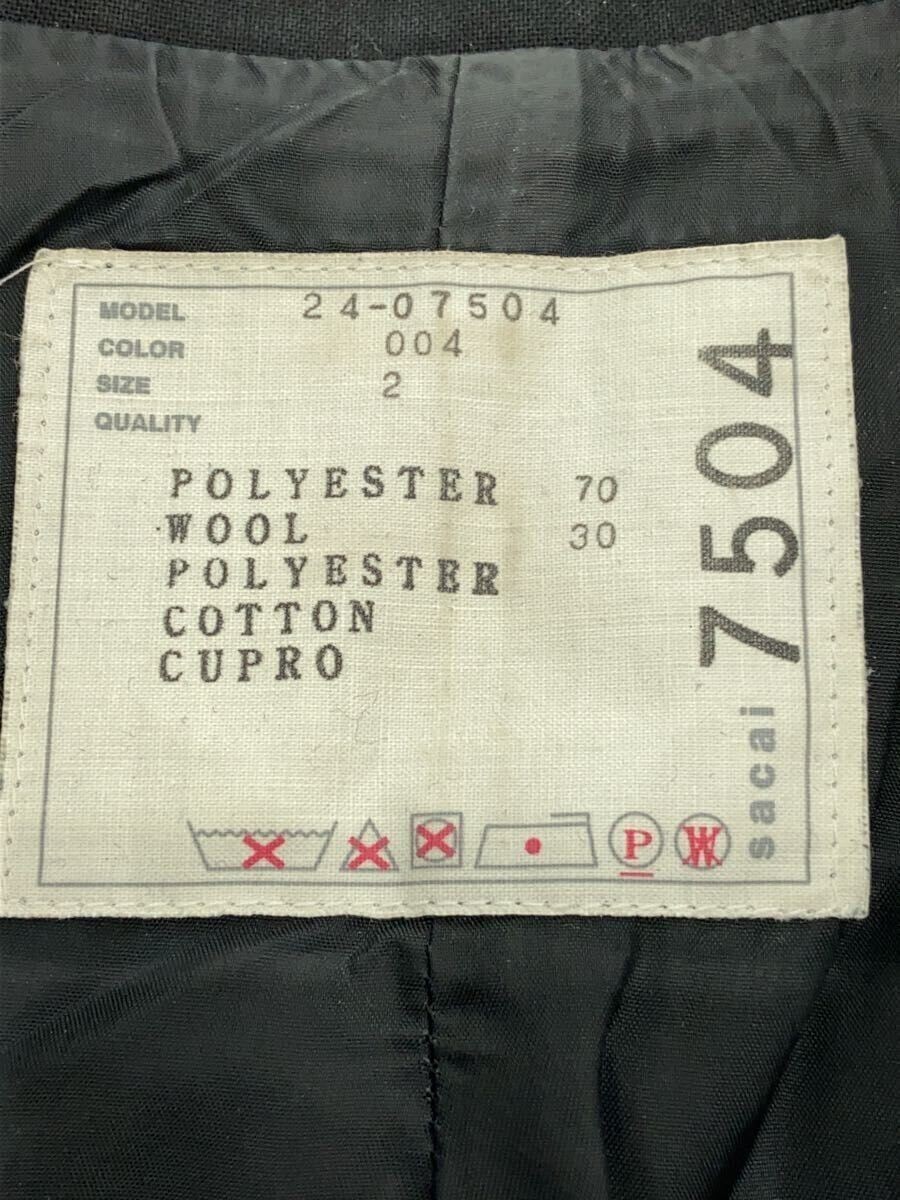 MODEL 24-07504
COLOR 004
SIZE 2
QUALITY
POLYESTER 70
WOOL 30
POLYESTER
COTTON
CUPRO
P
W
sacai 7504